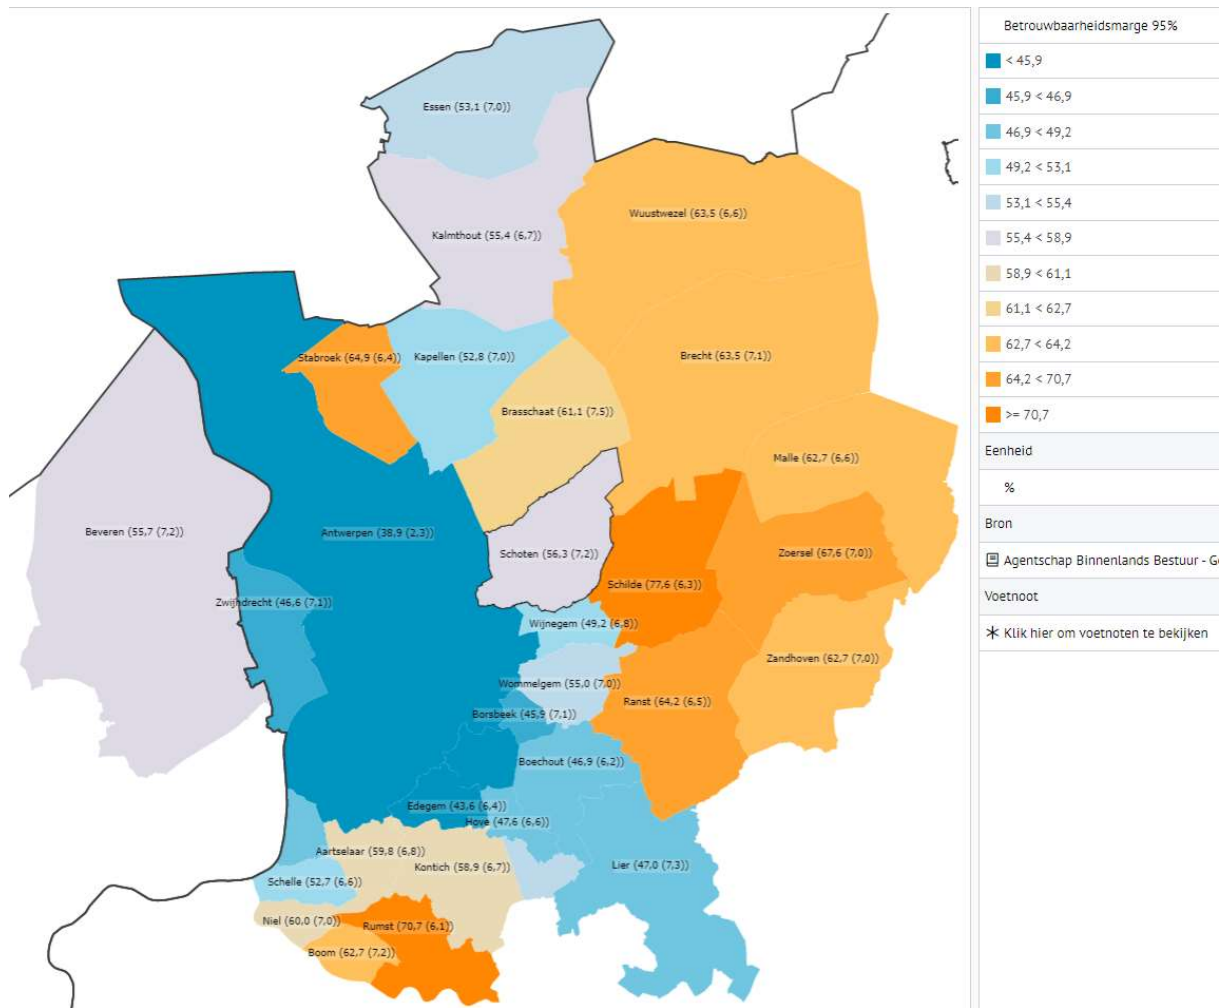 Essen (53,1 (7,0))
Kalmthout (55,4 (6,7))
Wuustwezel (63,5 (6,6))
Stabroek (64,9 (6,4))
Kapellen (52,8 (7,0))
Brecht (63,5 (7,1))
Brasschaat (61,1 (7,5))
Malle (62,7 (6,6))
Beveren (55,7 (7,2))
Antwerpen (38,9 (2,3))
Schoten (56,3 (7,2))
Zoersel (67,6 (7,0))
Schilde (77,6 (6,3))
Zwijndrecht (46,6 (7,1))
Wijnegem (49,2 (6,8))
Zandhoven (62,7 (7,0))
Wommelgem (55,0 (7,0))
Ranst (64,2 (6,5))
Borsbeek (45,9 (7,1))
Boechout (46,9 (6,2))
Edegem (43,6 (6,4))
Hove (47,6 (6,6))
Aartselaar (59,8 (6,8))
Kontich (58,9 (6,7))
Lier (47,0 (7,3))
Schelle (52,7 (6,6))
Niel (60,0 (7,0))
Rumst (70,7 (6,1))
Boom (62,7 (7,2))
Betrouwbaarheidsmarge 95%
< 45,9
45,9 < 46,9
46,9 < 49,2
49,2 < 53,1
53,1 < 55,4
55,4 < 58,9
58,9 < 61,1
61,1 < 62,7
62,7 < 64,2
64,2 < 70,7
>= 70,7
Eenheid
%
Bron
Agentschap Binnenlands Bestuur - Ge
Voetnoot
Klik hier om voetnoten te bekijken